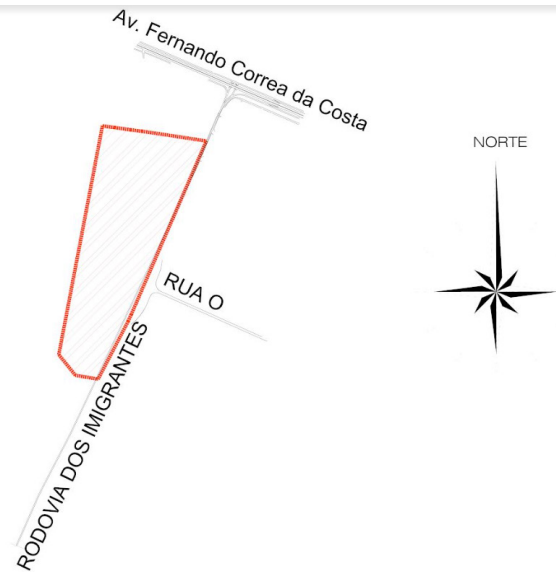 Av. Fernando Correa da Costa
NORTE
RUA O
RODOVIA DOS IMIGRANTES